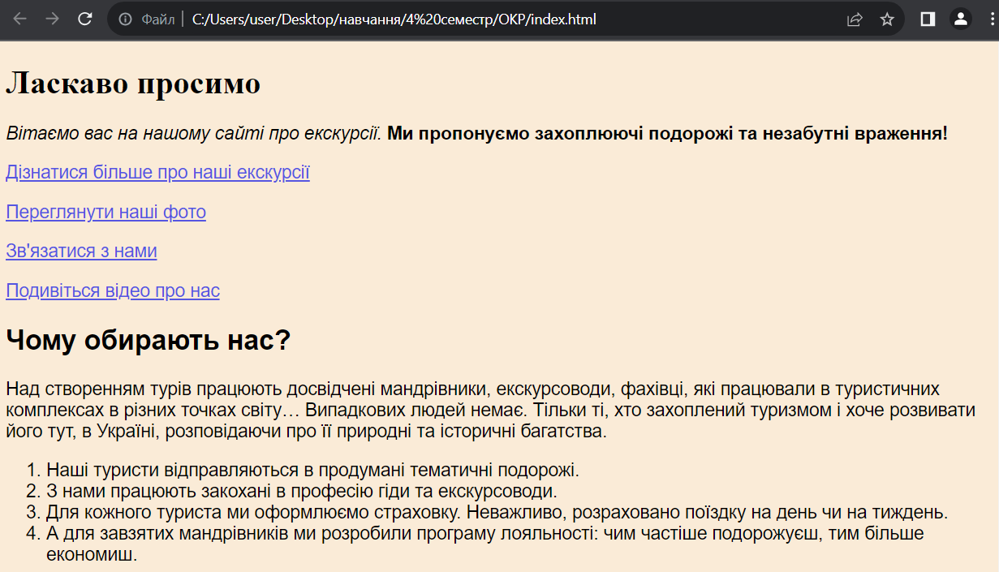 Файл | C:/Users/user/Desktop/навчання/4%20семестр/ОКР/index.html
Ласкаво просимо
Вітаємо вас на нашому сайті про екскурсії. Ми пропонуємо захоплюючі подорожі та незабутні враження!
Дізнатися більше про наші екскурсії
Переглянути наші фото
Зв'язатися з нами
Подивіться відео про нас
Чому обирають нас?
Над створенням турів працюють досвідчені мандрівники, екскурсоводи, фахівці, які працювали в туристичних
комплексах в різних точках світу… Випадкових людей немає. Тільки ті, хто захоплений туризмом і хоче розвивати
його тут, в Україні, розповідаючи про її природні та історичні багатства.
1. Наші туристи відправляються в продумані тематичні подорожі.
2. З нами працюють закохані в професію гіди та екскурсоводи.
3. Для кожного туриста ми оформлюємо страховку. Неважливо, розраховано поїздку на день чи на тиждень.
4. А для завзятих мандрівників ми розробили програму лояльності: чим частіше подорожуєш, тим більше
економиш.